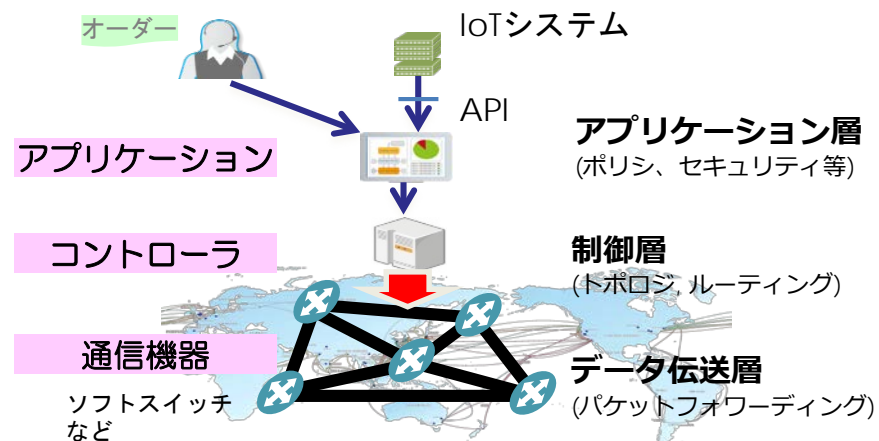 オーダー
IoTシステム
API
アプリケーション
アプリケーション層
(ポリシ、セキュリティ等)
コントローラ
制御層
(トポロジ, ルーティング)
通信機器
データ伝送層
ソフトスイッチ
など
(パケットフォワーディング)